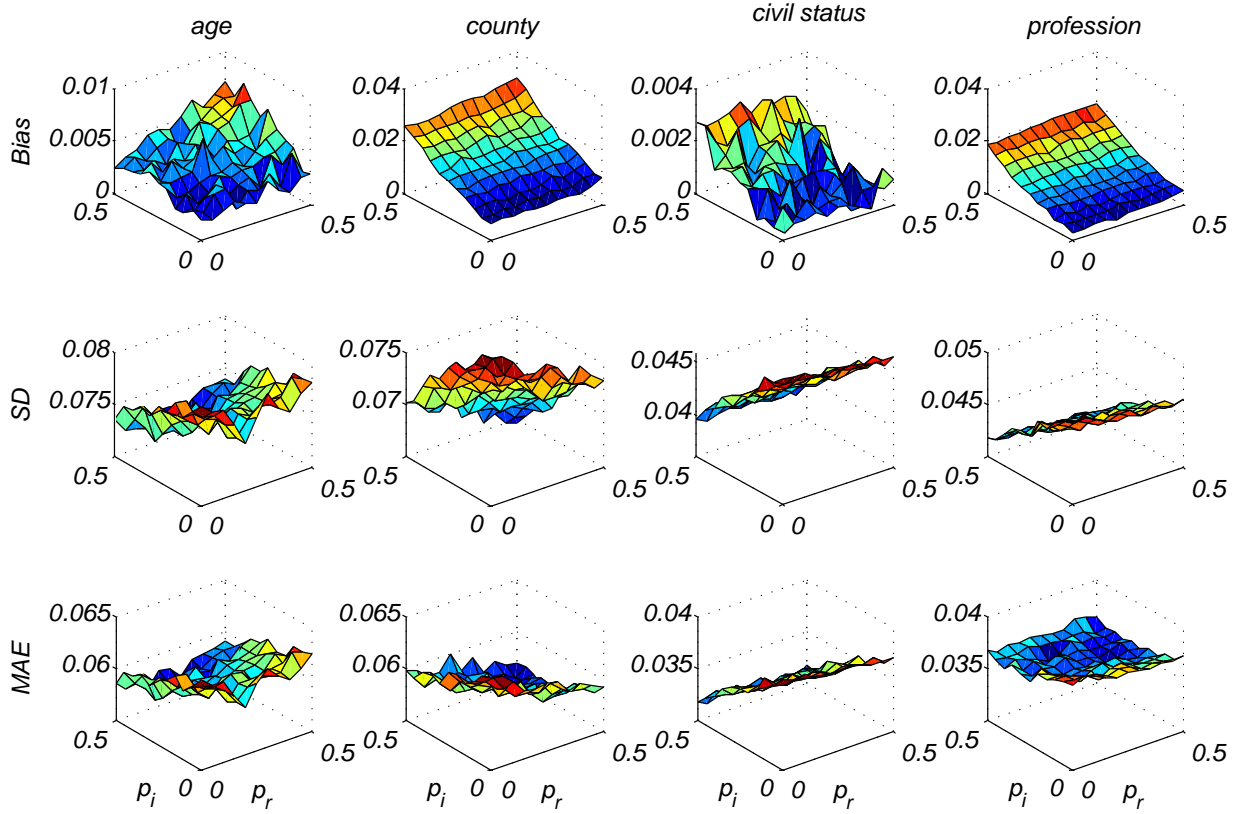 age county civil status profession
Bias
0.01 0.04 0.004 0.04
0.005 0.02 0.002 0.02
0 0 0 0
0.5 0.5 0.5 0.5
0.5 0.5 0.5 0.5
0 0 0 0 0 0 0 0
SD
0.08 0.075 0.045 0.05
0.075 0.07 0.04 0.045
0.5 0.5 0.5 0.5
0.5 0.5 0.5 0.5
0 0 0 0 0 0 0 0
MAE
0.065 0.065 0.04 0.04
0.06 0.06 0.035 0.035
0.5 0.5 0.5 0.5
0.5 0.5 0.5 0.5
p_i 0 0 p_r p_i 0 0 p_r p_i 0 0 p_r p_i 0 0 p_r